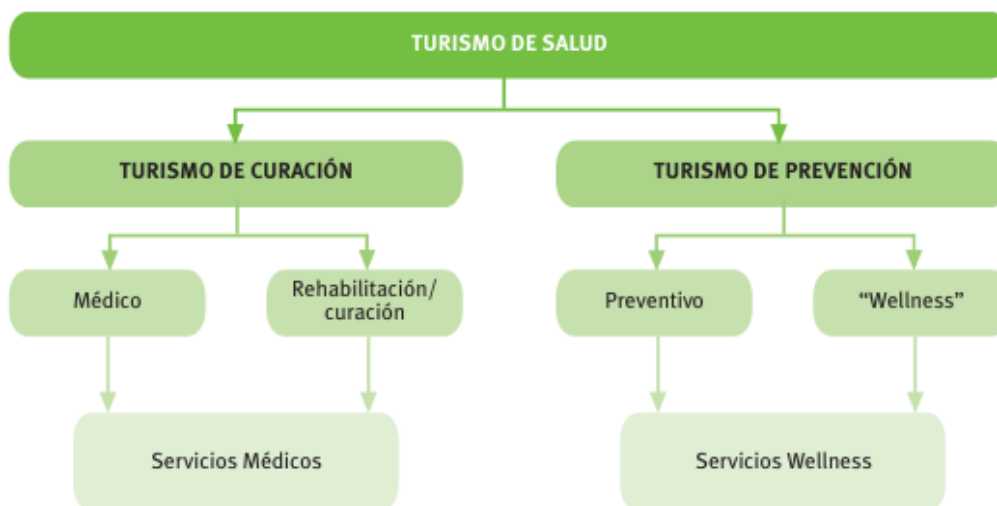 TURISMO DE SALUD
TURISMO DE CURACIÓN
TURISMO DE PREVENCIÓN
Médico
Rehabilitación/
curación
Preventivo
“Wellness”
Servicios Médicos
Servicios Wellness